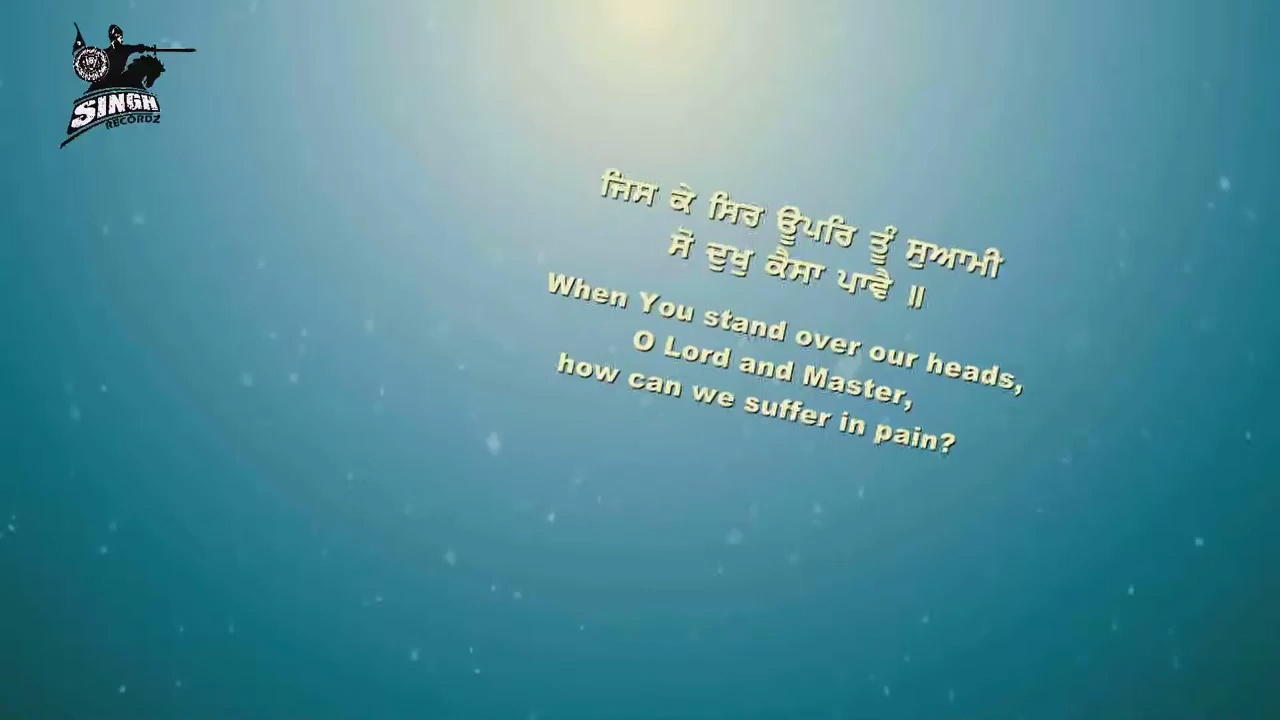 SINGH
RECORDZ
ਜਿਸ ਕੇ ਸਿਰ ਊਪਰਿ ਤੂੰ ਸੁਆਮੀ
ਸੋ ਦੁਖੁ ਕੈਸਾ ਪਾਵੈ ॥
When You stand over our heads,
O Lord and Master,
how can we suffer in pain?